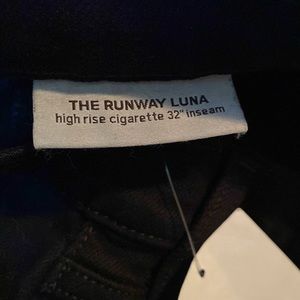 THE RUNWAY LUNA
high rise cigarette 32" inseam